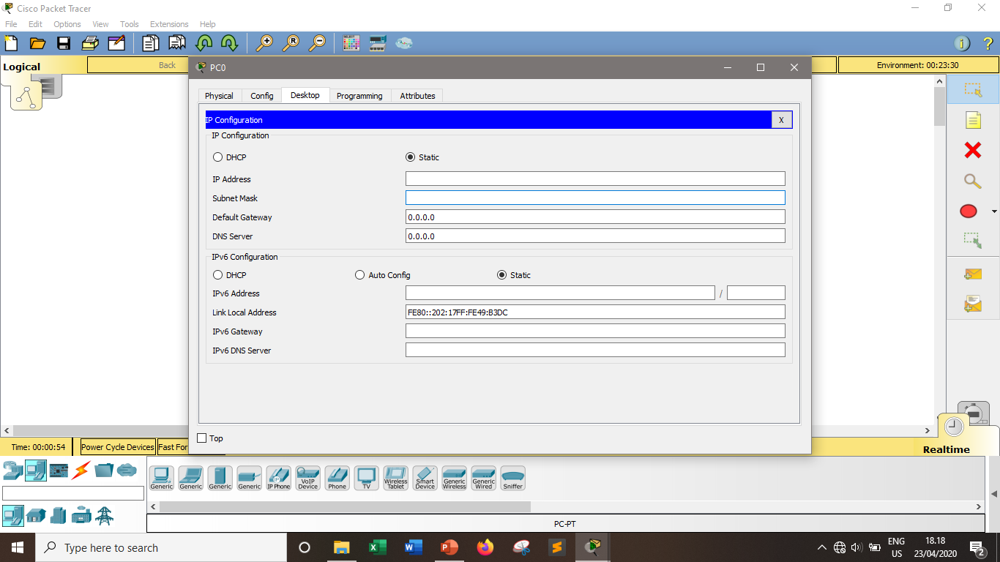 Cisco Packet Tracer
File Edit Options View Tools Extensions Help
SELECT
Logical
Back
Environment: 00:23:30
PC0
Physical Config Desktop Programming Attributes
IP Configuration X
IP Configuration
DHCP Static
IP Address
Subnet Mask
Default Gateway 0.0.0.0
DNS Server 0.0.0.0
IPv6 Configuration
DHCP Auto Config Static
IPv6 Address /
Link Local Address FE80::202:17FF:FE49:B3DC
IPv6 Gateway
IPv6 DNS Server
Top
Time: 00:00:54 Power Cycle Devices Fast For
Realtime
Generic Generic Generic Generic IP Phone VoIP Device Phone TV Wireless Tablet Smart Device Generic Wireless Generic Wired Sniffer
PC-PT
Type here to search
ENG
US
18.18
23/04/2020
2